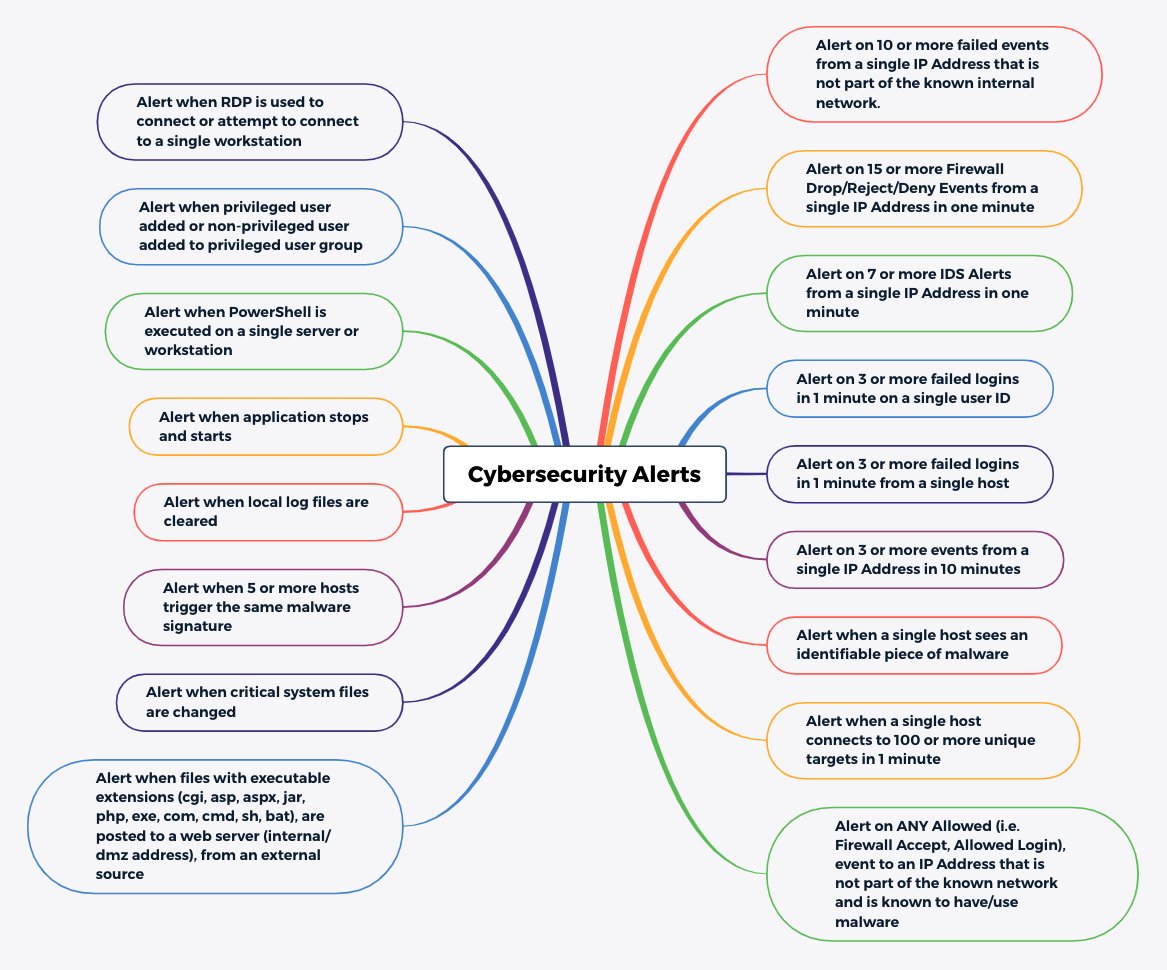 Cybersecurity Alerts
Alert when RDP is used to
connect or attempt to connect
to a single workstation
Alert when privileged user
added or non-privileged user
added to privileged user group
Alert when PowerShell is
executed on a single server or
workstation
Alert when application stops
and starts
Alert when local log files are
cleared
Alert when 5 or more hosts
trigger the same malware
signature
Alert when critical system files
are changed
Alert when files with executable
extensions (cgi, asp, aspx, jar,
php, exe, com, cmd, sh, bat), are
posted to a web server (internal/
dmz address), from an external
source
Alert on 10 or more failed events
from a single IP Address that is
not part of the known internal
network.
Alert on 15 or more Firewall
Drop/Reject/Deny Events from a
single IP Address in one minute
Alert on 7 or more IDS Alerts
from a single IP Address in one
minute
Alert on 3 or more failed logins
in 1 minute on a single user ID
Alert on 3 or more failed logins
in 1 minute from a single host
Alert on 3 or more events from a
single IP Address in 10 minutes
Alert when a single host sees an
identifiable piece of malware
Alert when a single host
connects to 100 or more unique
targets in 1 minute
Alert on ANY Allowed (i.e.
Firewall Accept, Allowed Login),
event to an IP Address that is
not part of the known network
and is known to have/use
malware